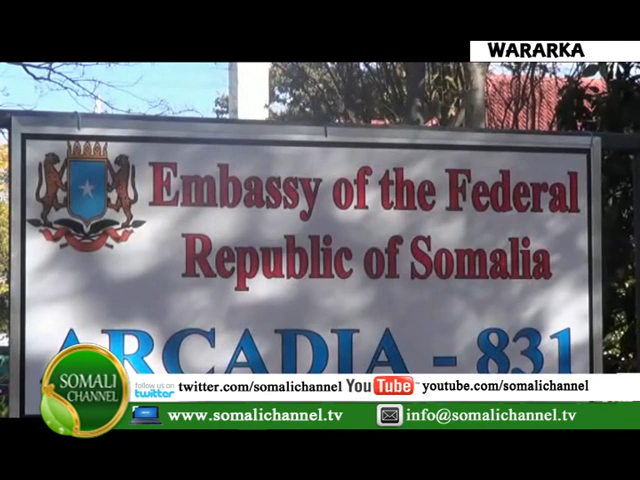 WARARKA
Embassy of the Federal
Republic of Somalia
ARCADIA - 831
SOMALI
CHANNEL
follow us on
twitter
twitter.com/somalichannel
YouTube
youtube.com/somalichannel
www.somalichannel.tv
info@somalichannel.tv